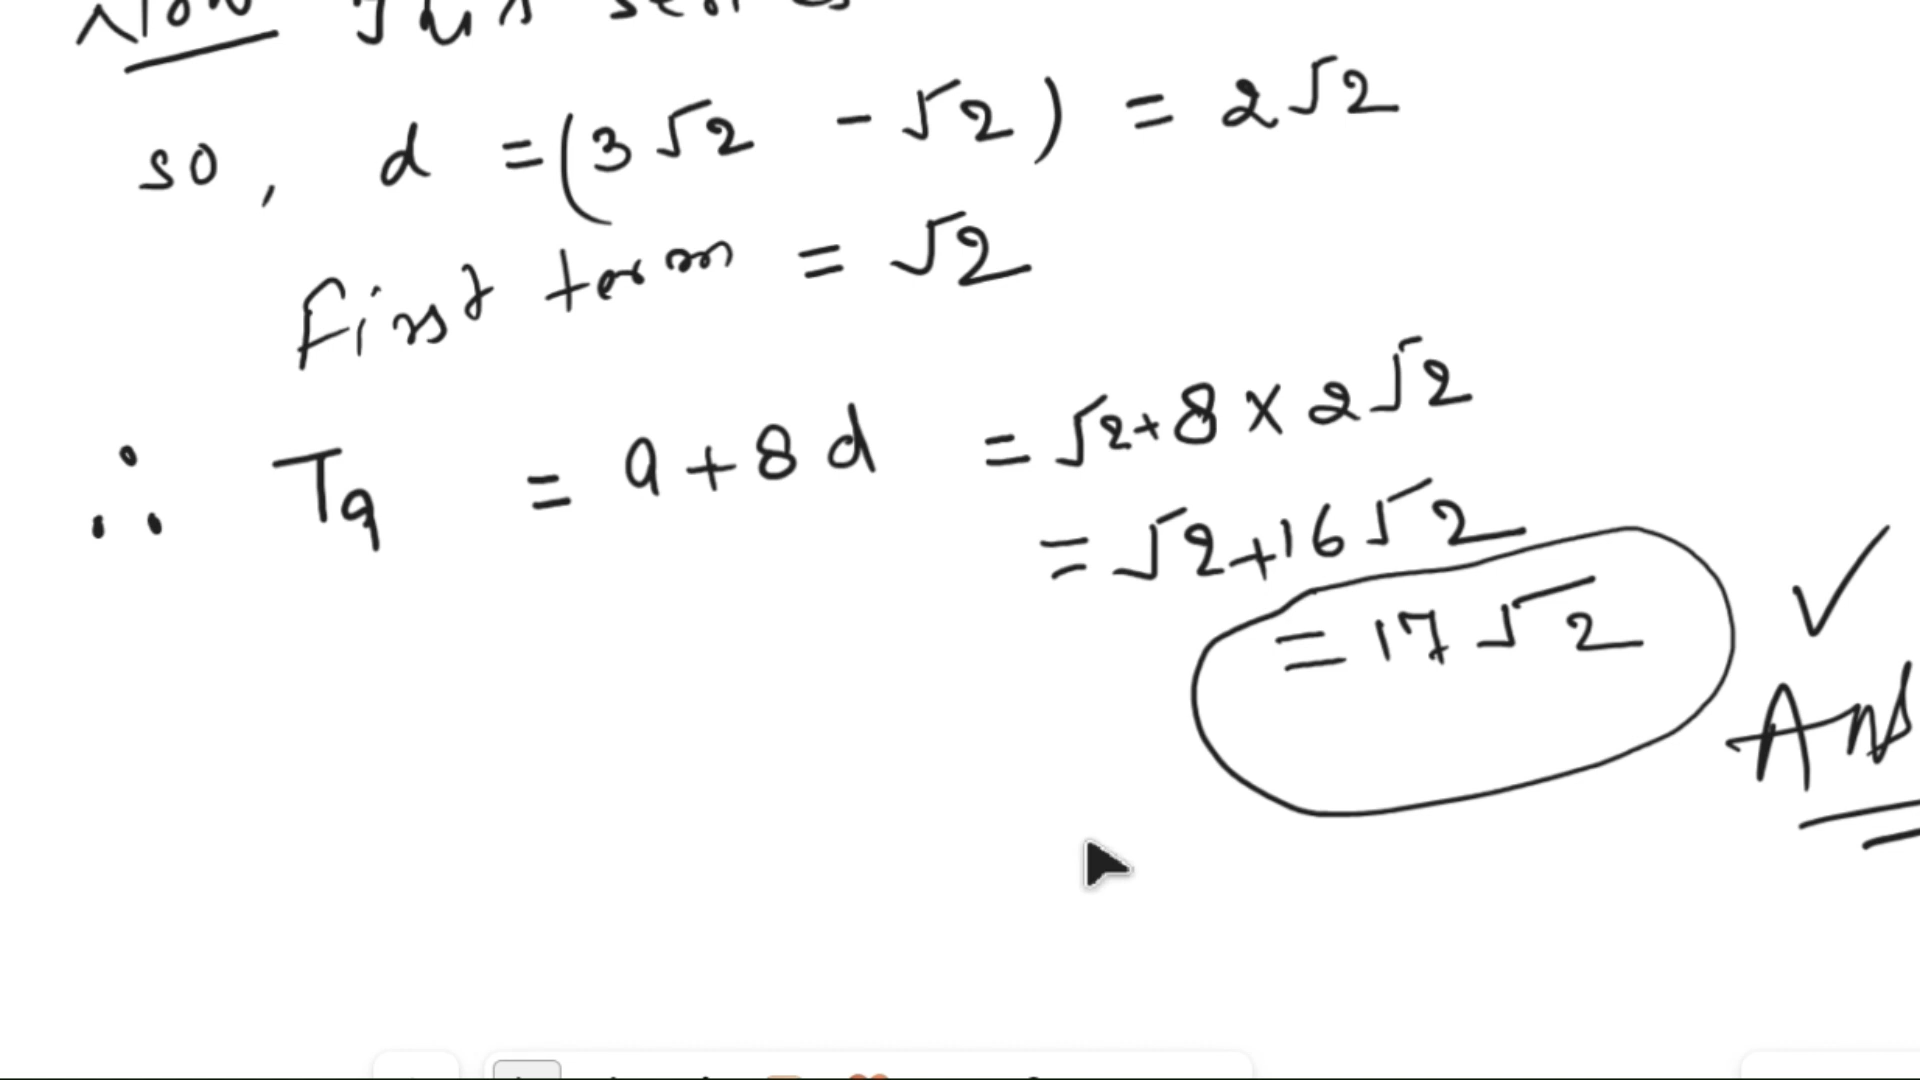 so, d = (3√2 - √2) = 2√2
First term = √2
∴ T9 = a + 8d = √2 + 8 × 2√2
= √2 + 16√2
= 17√2 ✓
Ans